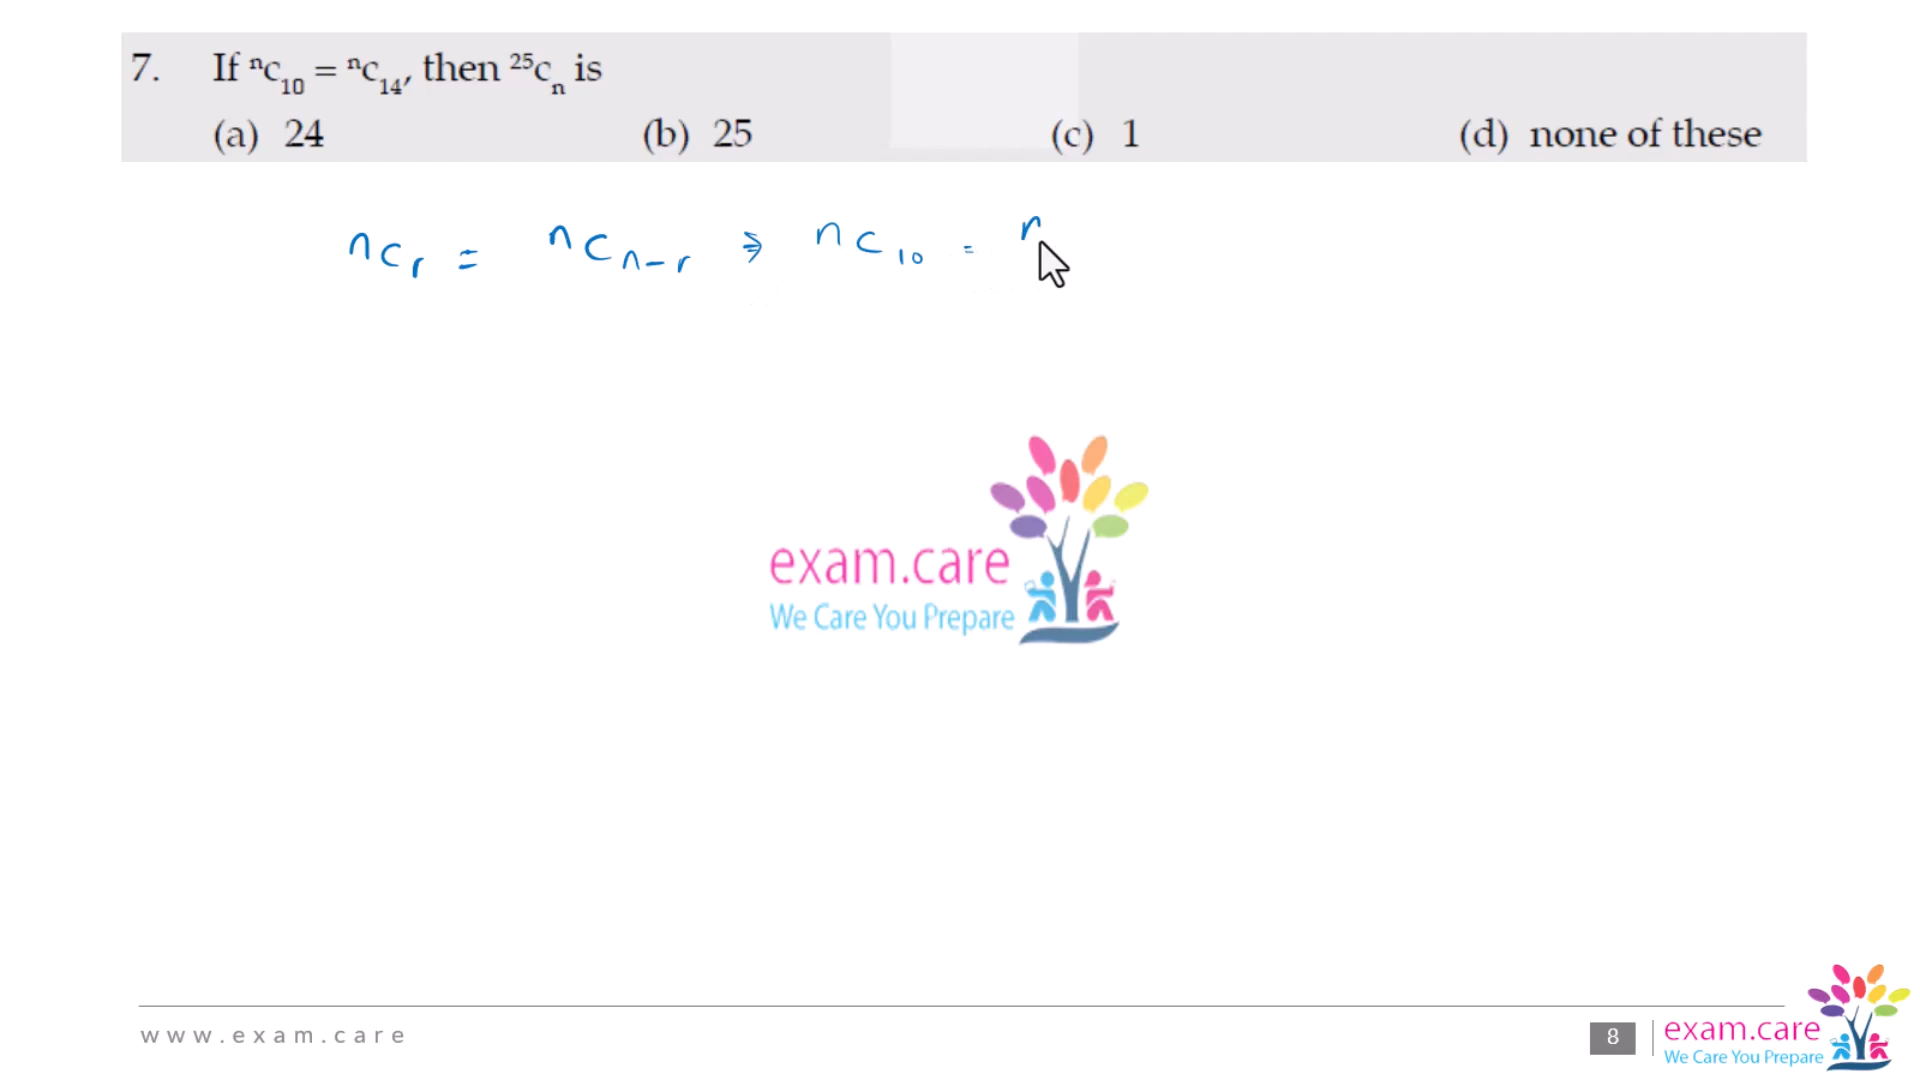 7. If ⁿC₁₀ = ⁿC₁₄, then ²⁵Cₙ is
(a) 24 (b) 25 (c) 1 (d) none of these
nCr = nCn-r ⇒ nC10 = n
exam.care
We Care You Prepare
www.exam.care 8 exam.care
We Care You Prepare